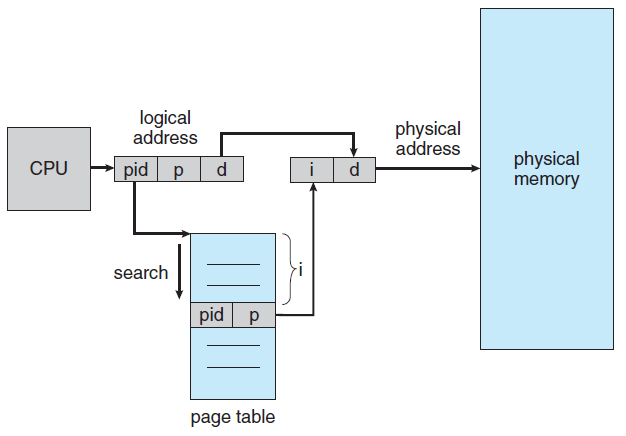 logical
address
physical
address
CPU
pid p d
i d
physical
memory
search
i
pid p
page table